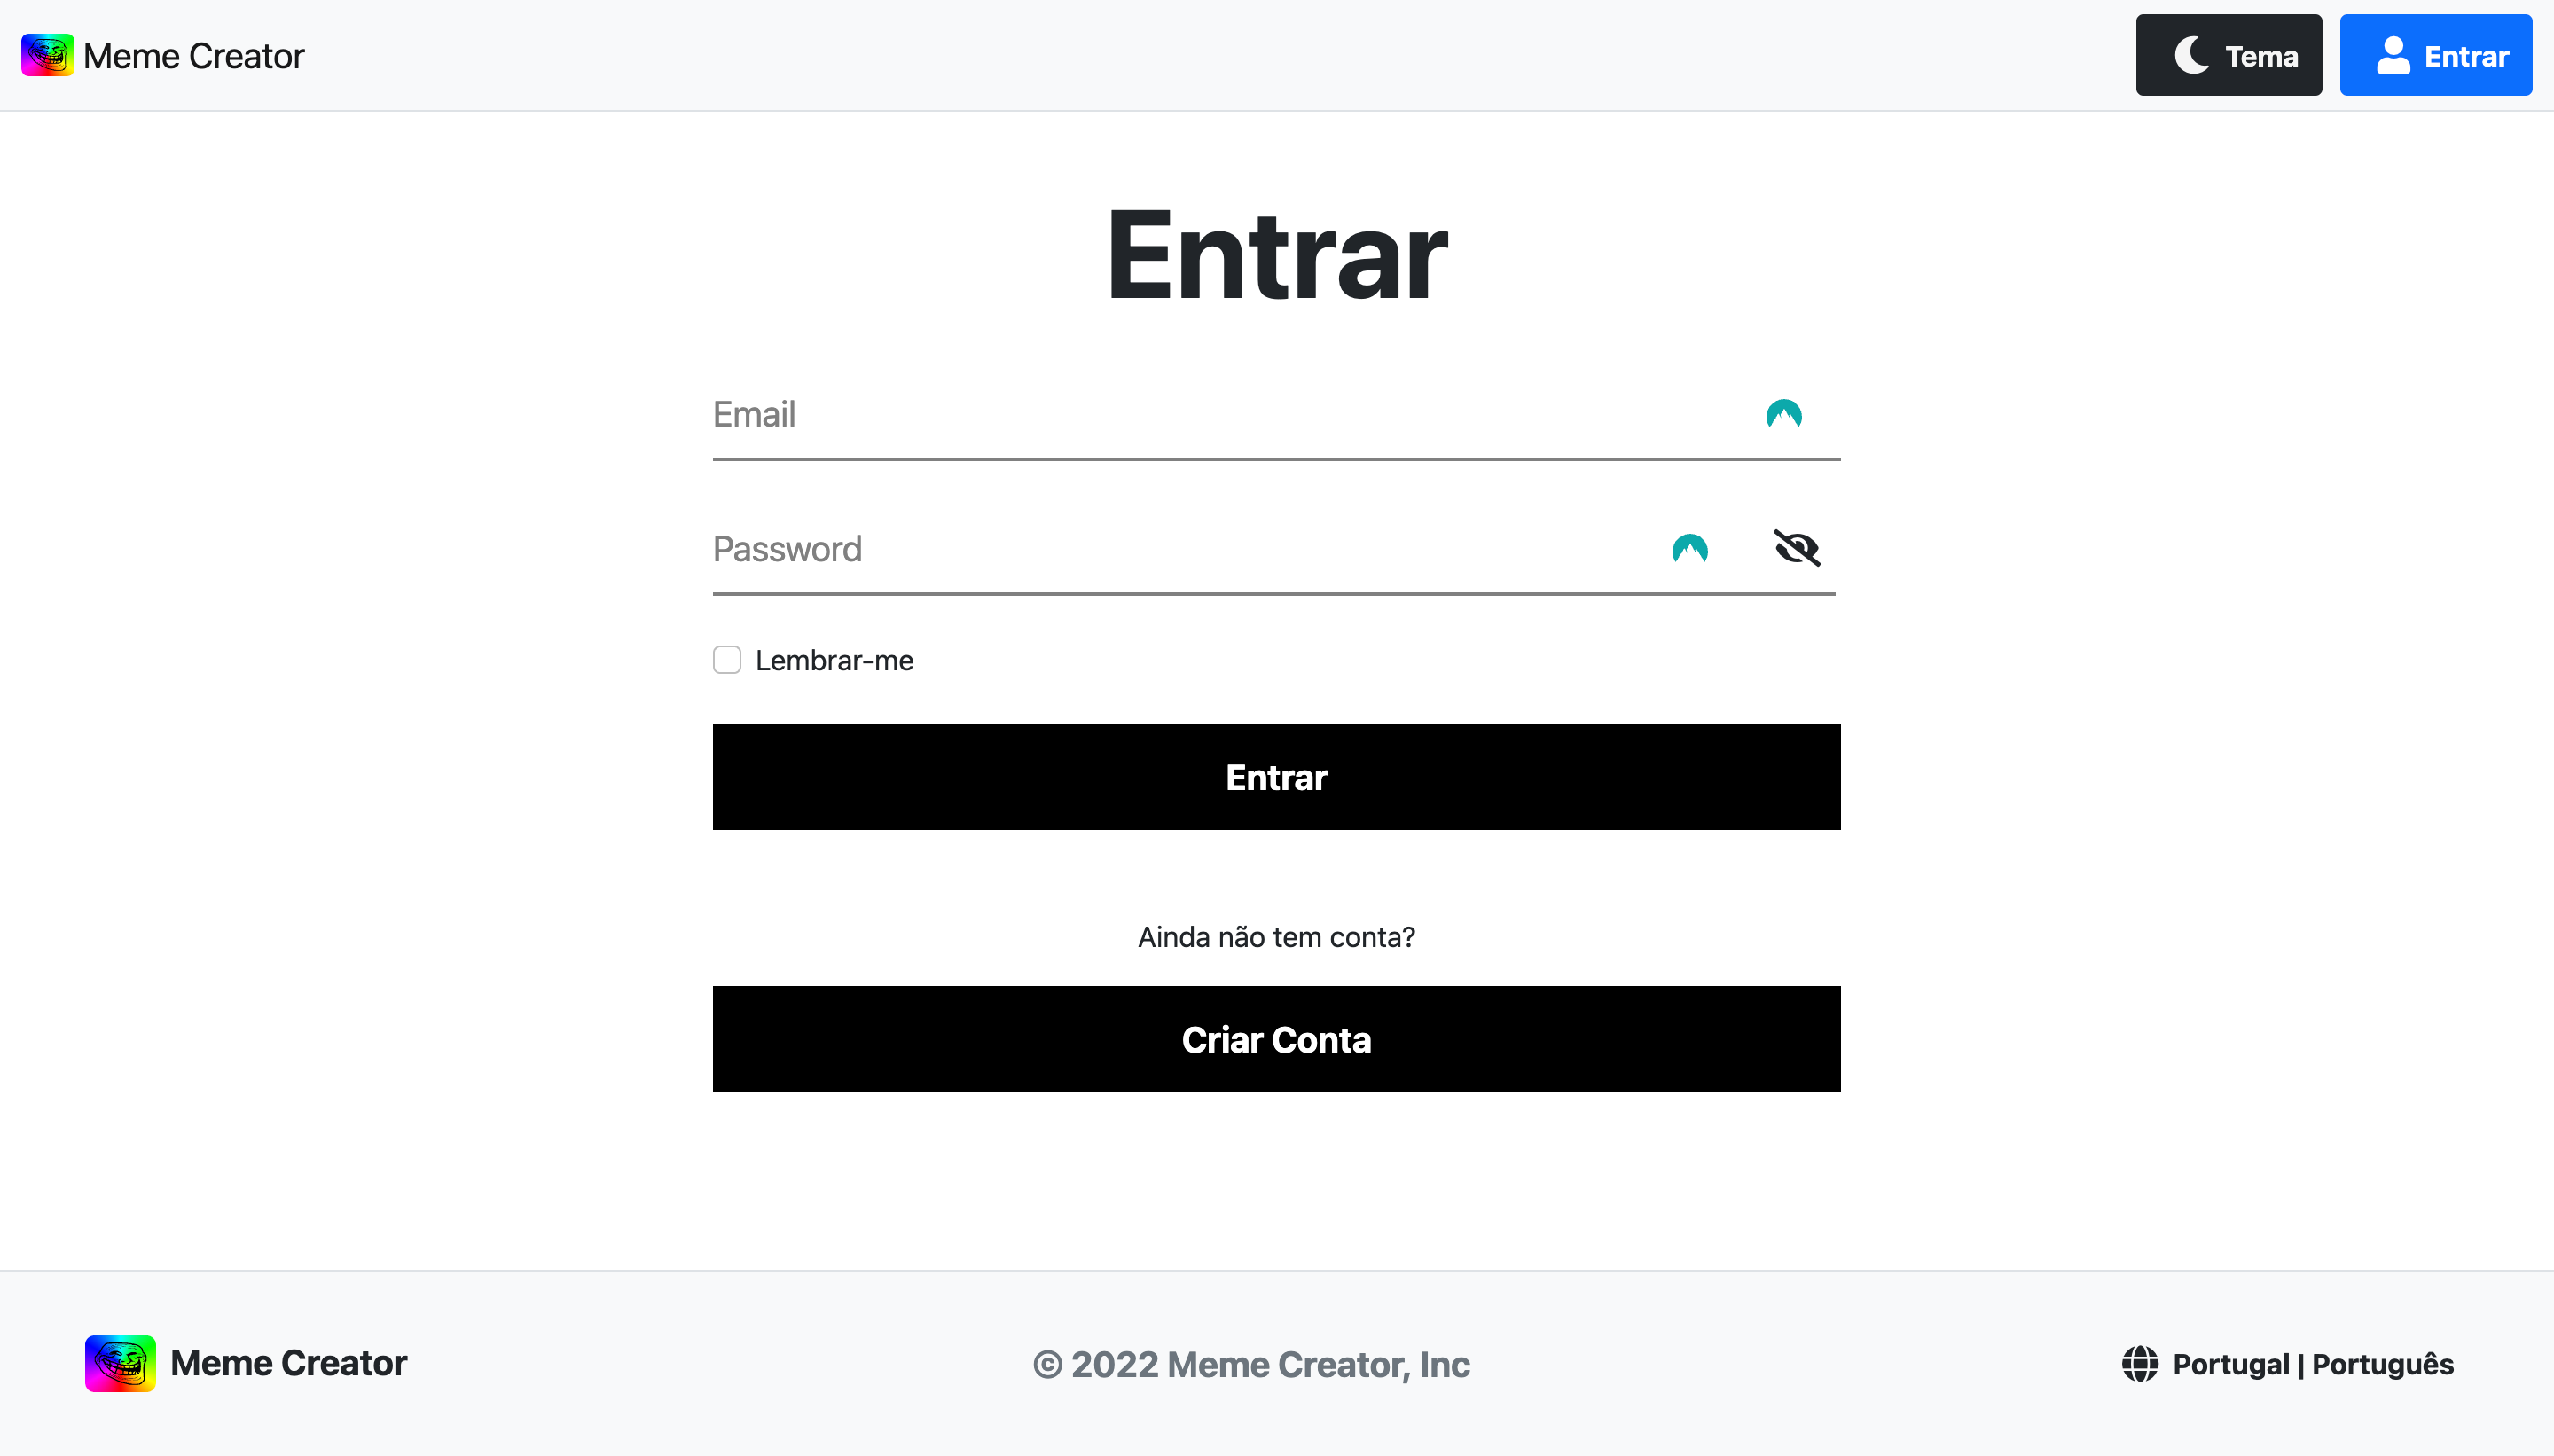 Meme Creator
Tema
Entrar
Entrar
Email
Password
Lembrar-me
Entrar
Ainda não tem conta?
Criar Conta
Meme Creator
© 2022 Meme Creator, Inc
Portugal | Português